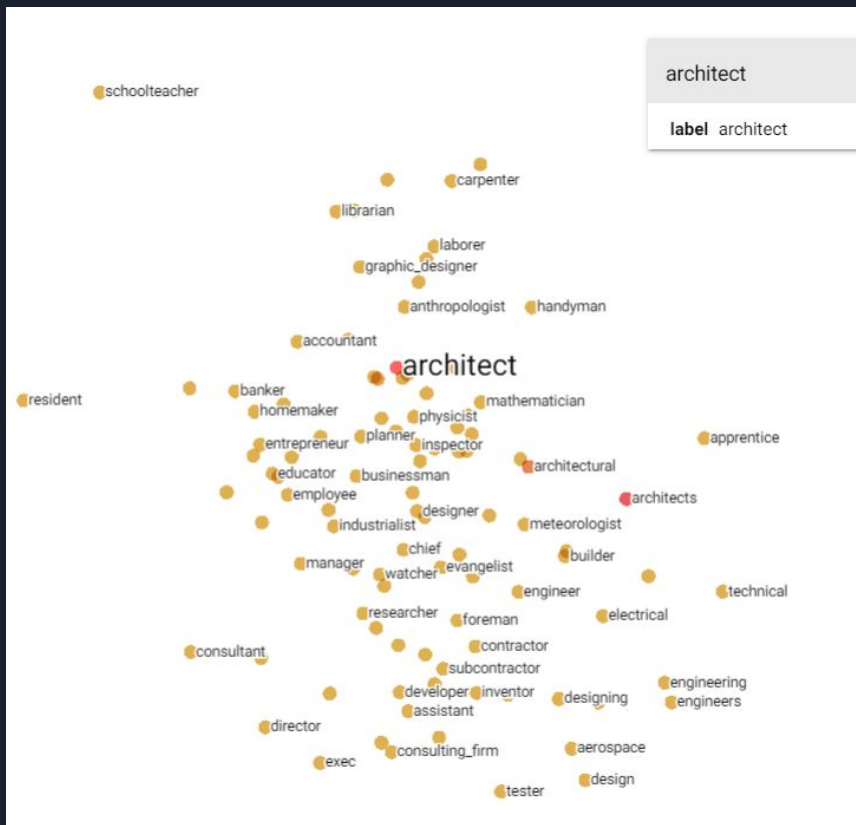 architect
label architect
schoolteacher
carpenter
librarian
laborer
graphic_designer
anthropologist
handyman
accountant
architect
banker
resident
mathematician
homemaker
physicist
planner
apprentice
entrepreneur
inspector
architectural
educator
businessman
employee
architects
designer
industrialist
meteorologist
chief
builder
manager
evangelist
watcher
engineer
technical
researcher
electrical
foreman
contractor
consultant
subcontractor
engineering
developer
inventor
designing
engineers
assistant
director
aerospace
consulting_firm
exec
design
tester